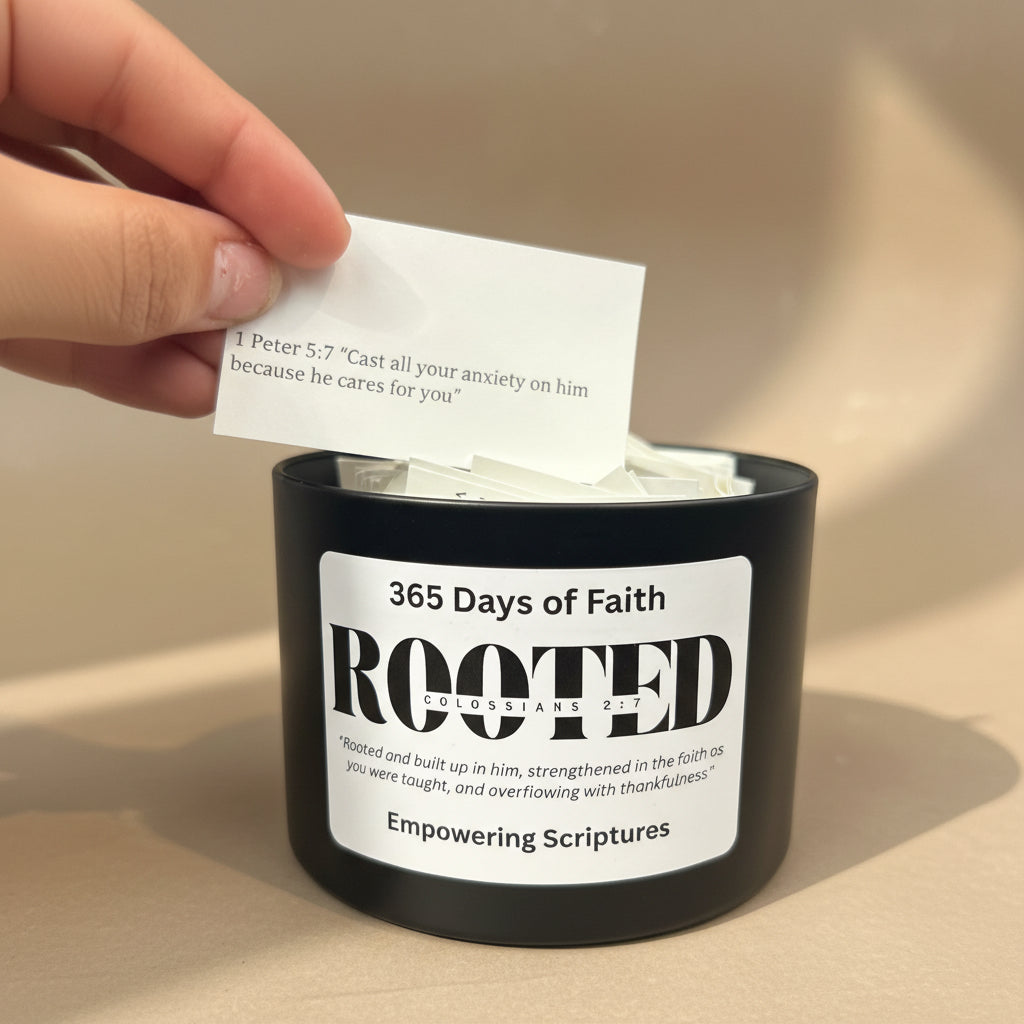 1 Peter 5:7 “Cast all your anxiety on him
because he cares for you”
365 Days of Faith
ROOTED
COLOSSIANS 2:7
“Rooted and built up in him, strengthened in the faith as
you were taught, and overflowing with thankfulness”
Empowering Scriptures